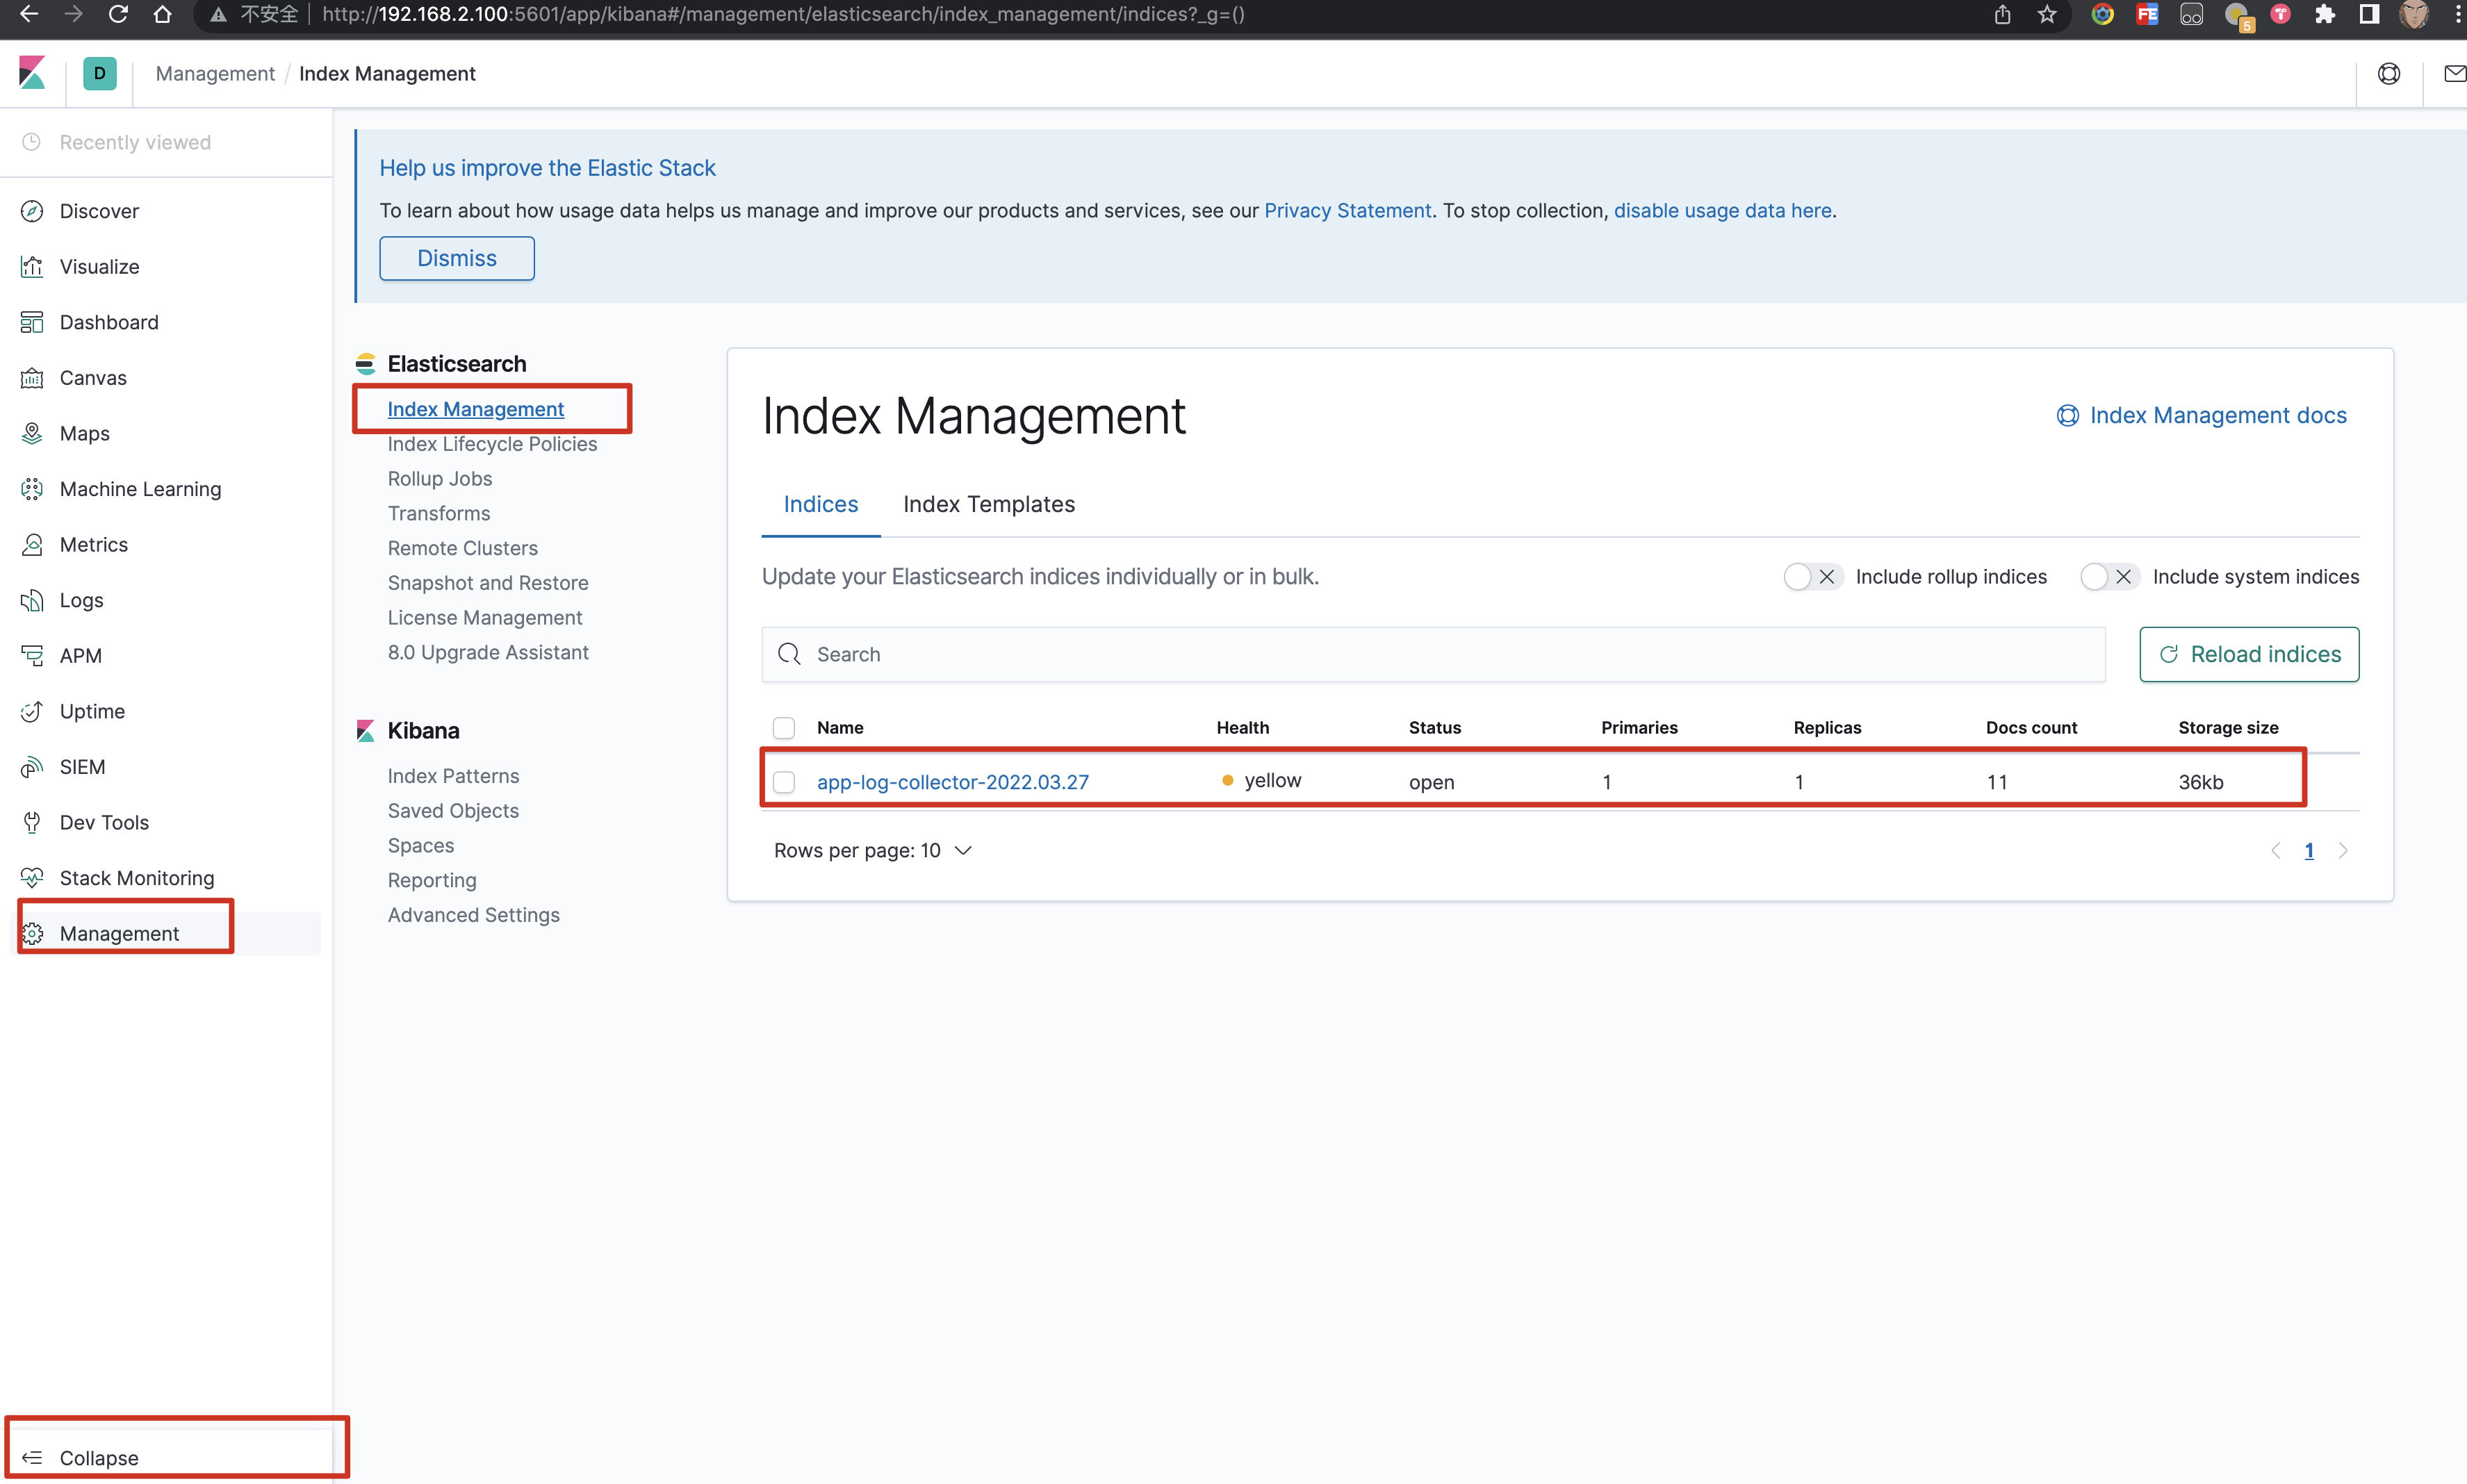 不安全 http://192.168.2.100:5601/app/kibana#/management/elasticsearch/index_management/indices?_g=()
FE
5
D
Management / Index Management
Recently viewed
Discover
Visualize
Dashboard
Canvas
Maps
Machine Learning
Metrics
Logs
APM
Uptime
SIEM
Dev Tools
Stack Monitoring
Management
Collapse
Help us improve the Elastic Stack
To learn about how usage data helps us manage and improve our products and services, see our Privacy Statement. To stop collection, disable usage data here.
Dismiss
Elasticsearch
Index Management
Index Lifecycle Policies
Rollup Jobs
Transforms
Remote Clusters
Snapshot and Restore
License Management
8.0 Upgrade Assistant
Kibana
Index Patterns
Saved Objects
Spaces
Reporting
Advanced Settings
Index Management
Index Management docs
Indices Index Templates
Update your Elasticsearch indices individually or in bulk.
Include rollup indices Include system indices
Search
Reload indices
Name Health Status Primaries Replicas Docs count Storage size
app-log-collector-2022.03.27 yellow open 1 1 11 36kb
Rows per page: 10
1